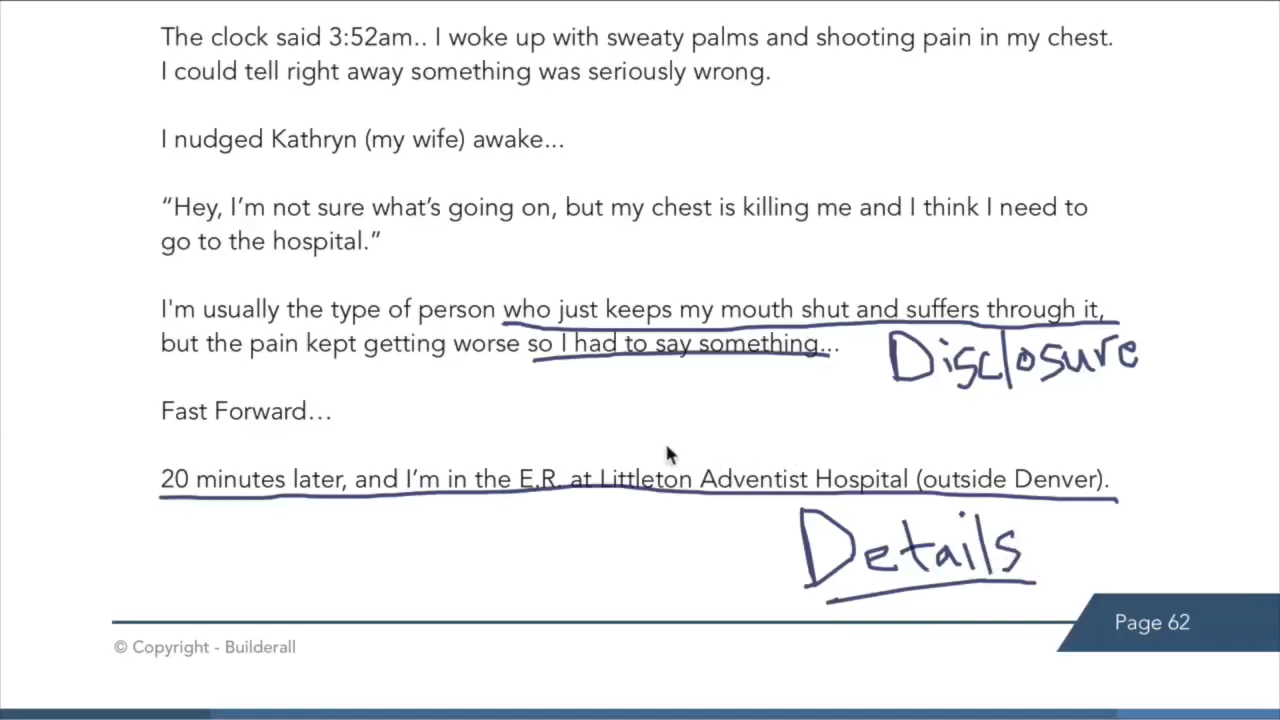 The clock said 3:52am.. I woke up with sweaty palms and shooting pain in my chest.
I could tell right away something was seriously wrong.
I nudged Kathryn (my wife) awake...
“Hey, I’m not sure what’s going on, but my chest is killing me and I think I need to
go to the hospital.”
I'm usually the type of person who just keeps my mouth shut and suffers through it,
but the pain kept getting worse so I had to say something...
Disclosure
Fast Forward…
20 minutes later, and I’m in the E.R. at Littleton Adventist Hospital (outside Denver).
Details
Page 62
© Copyright - Builderall